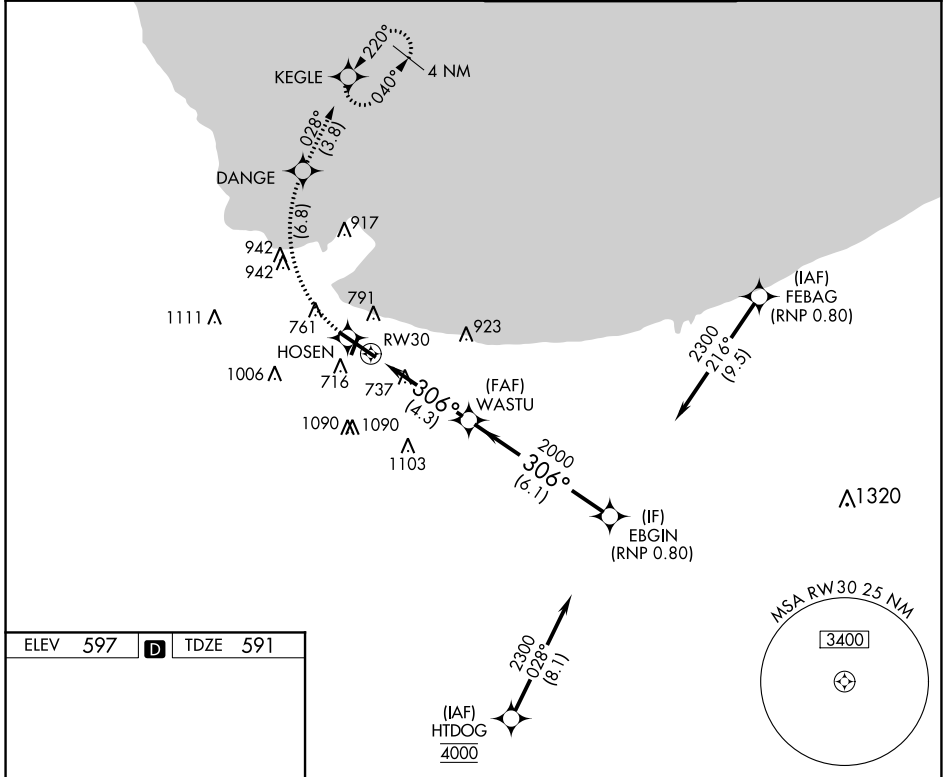 220°
KEGLE
4 NM
040°
028°
(3.8)
DANGE
(6.8)
917
942
942
(IAF)
FEBAG
(RNP 0.80)
2300
216°
(9.5)
1111
761
791
923
RW30
HOSEN
1006
716
737
306°
(4.3)
(FAF)
WASTU
1090
1090
1103
2000
306°
(6.1)
(IF)
EBGIN
(RNP 0.80)
1320
MSA RW30 25 NM
3400
2300
028°
(8.1)
(IAF)
HTDOG
4000
ELEV 597 D TDZE 591